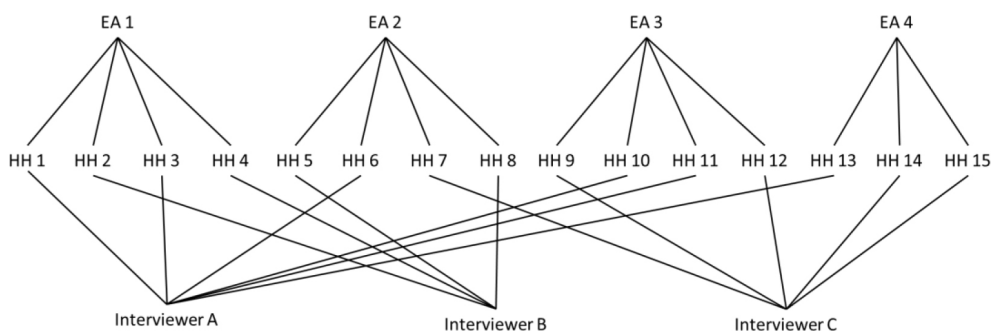 EA 1 EA 2 EA 3 EA 4
HH 1 HH 2 HH 3 HH 4 HH 5 HH 6 HH 7 HH 8 HH 9 HH 10 HH 11 HH 12 HH 13 HH 14 HH 15
Interviewer A Interviewer B Interviewer C